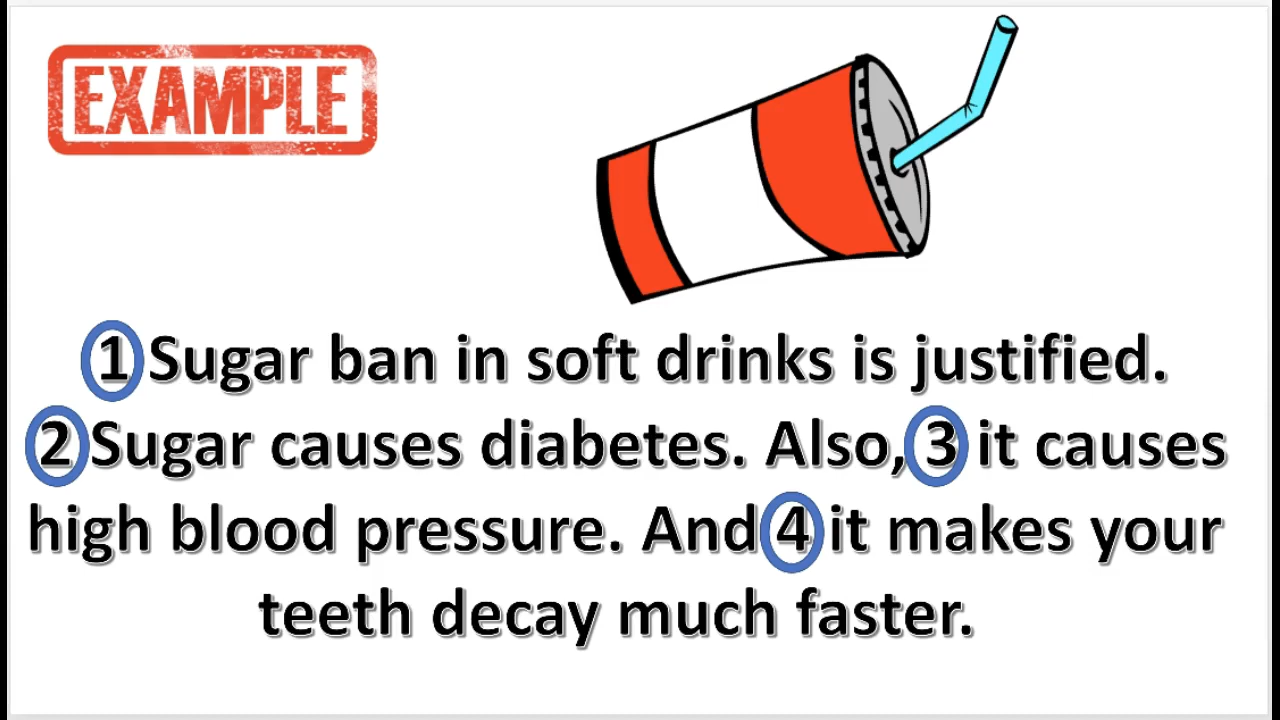 EXAMPLE
1 Sugar ban in soft drinks is justified.
2 Sugar causes diabetes. Also, 3 it causes
high blood pressure. And 4 it makes your
teeth decay much faster.